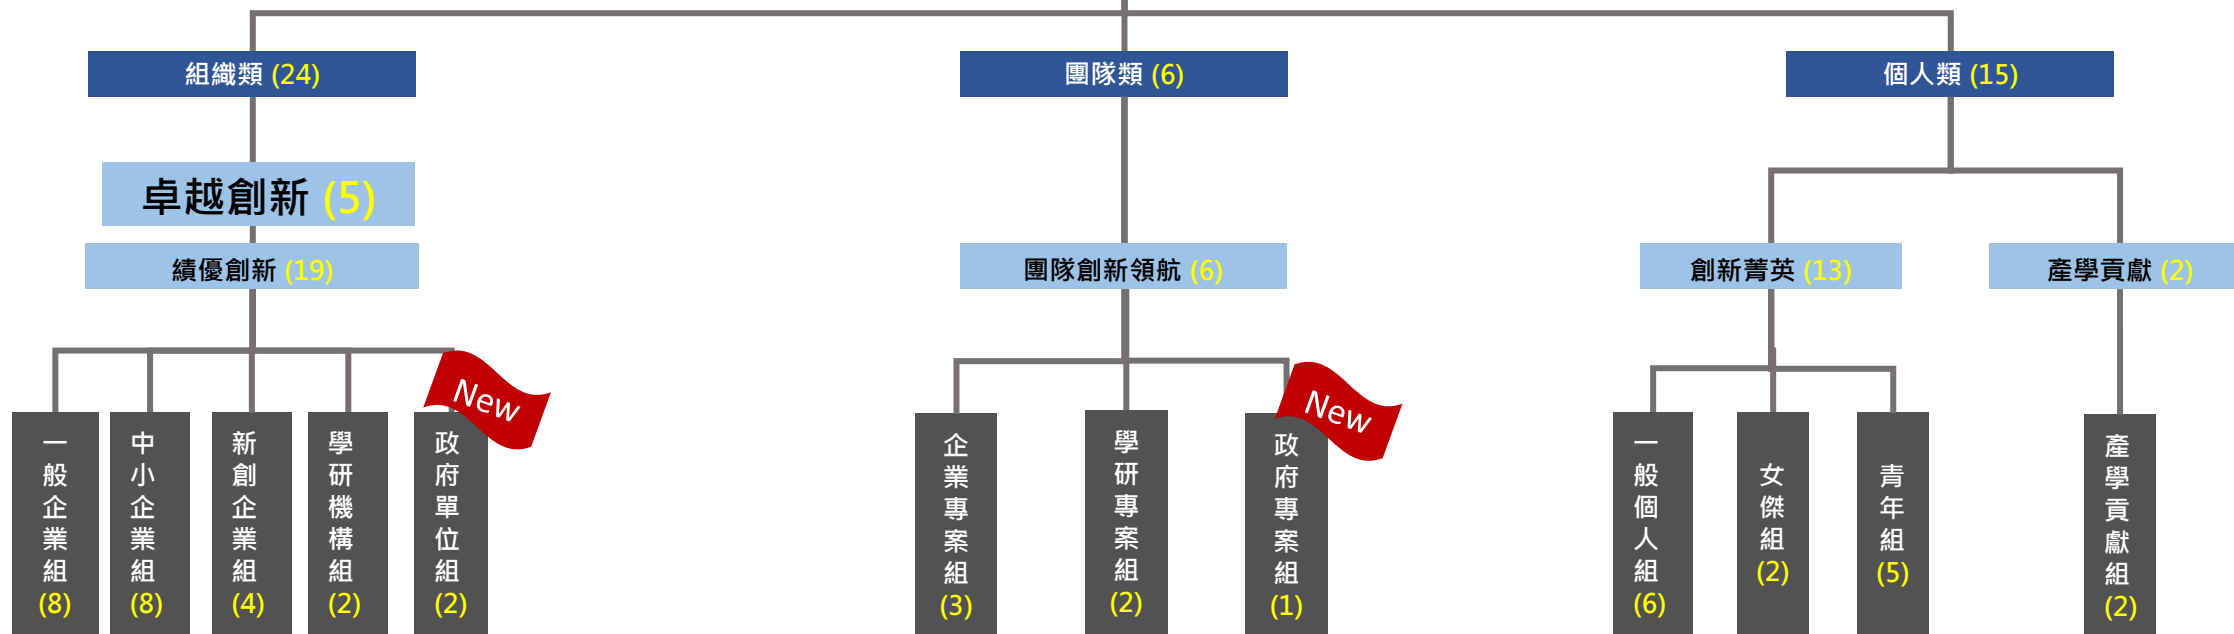 組織類 (24)
團隊類 (6)
個人類 (15)
卓越創新 (5)
績優創新 (19)
團隊創新領航 (6)
創新菁英 (13)
產學貢獻 (2)
New
New
一般企業組 (8)
中小企業組 (8)
新創企業組 (4)
學研機構組 (2)
政府單位組 (2)
企業專案組 (3)
學研專案組 (2)
政府專案組 (1)
一般個人組 (6)
女傑組 (2)
青年組 (5)
產學貢獻組 (2)